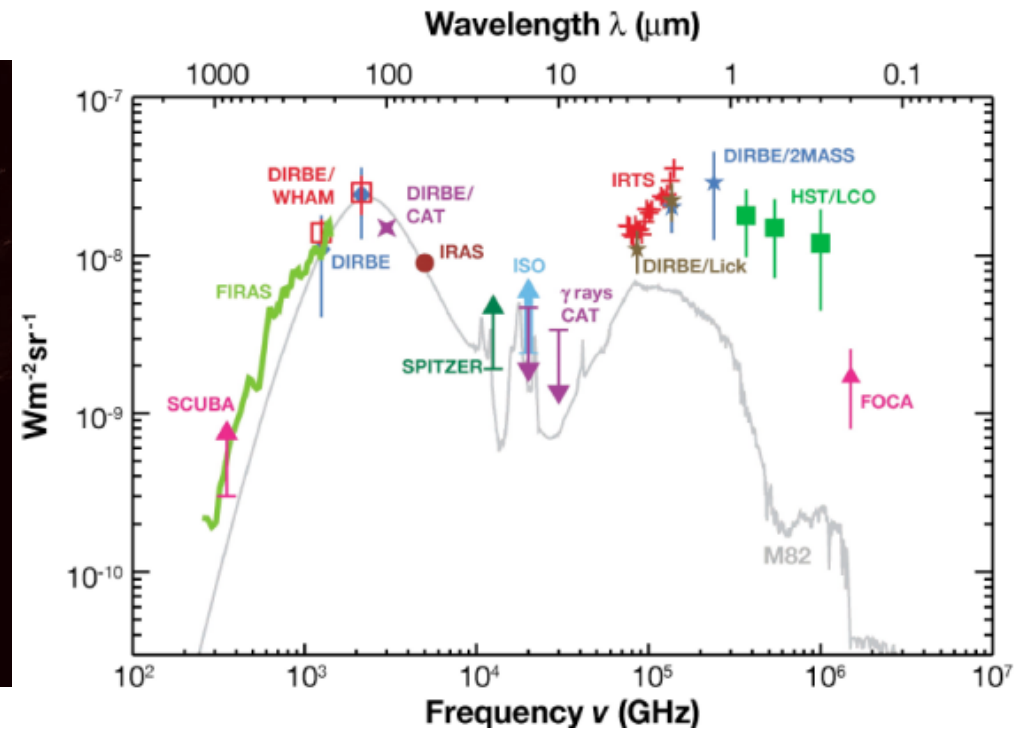 Wavelength λ (μm)
1000 100 10 1 0.1
10-7
DIRBE/2MASS
DIRBE/
WHAM
DIRBE/
CAT
IRTS
HST/LCO
10-8
DIRBE
IRAS
ISO
DIRBE/Lick
FIRAS
γ rays
CAT
SPITZER
SCUBA
10-9
FOCA
M82
10-10
Wm-2sr-1
102 103 104 105 106 107
Frequency ν (GHz)